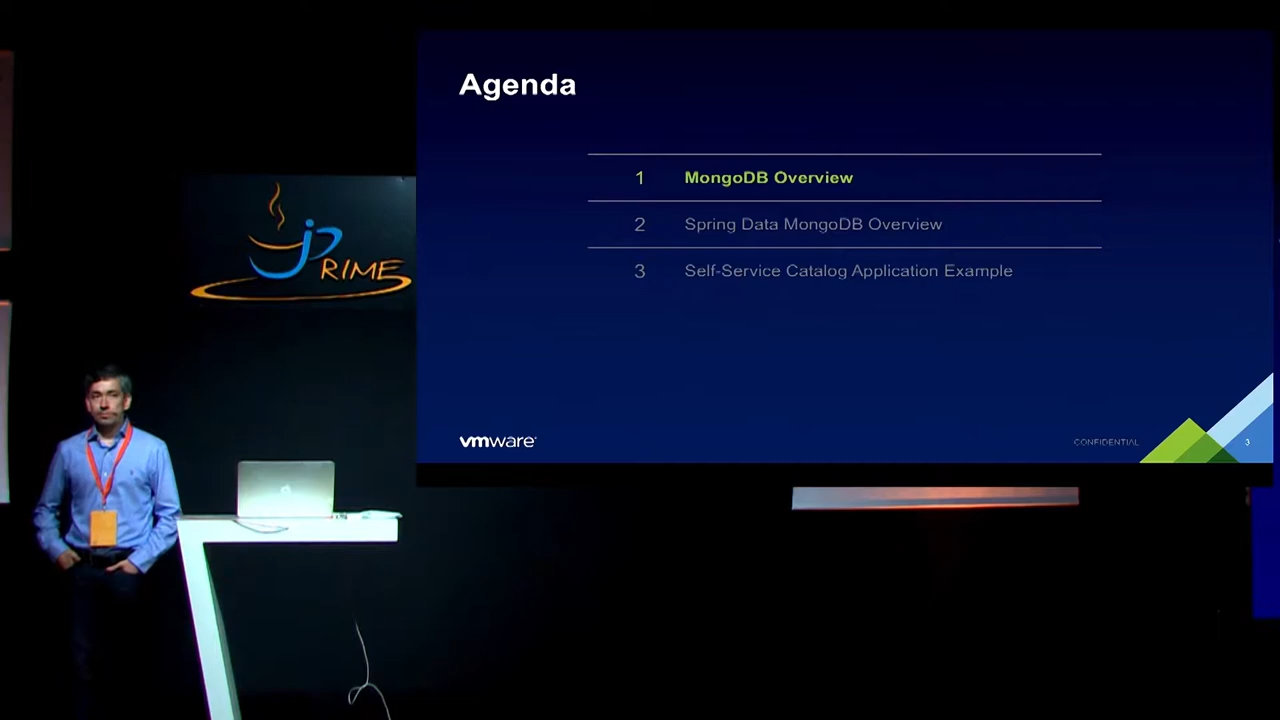 Agenda
1 MongoDB Overview
2 Spring Data MongoDB Overview
3 Self-Service Catalog Application Example
jPRIME
vmware
CONFIDENTIAL
3